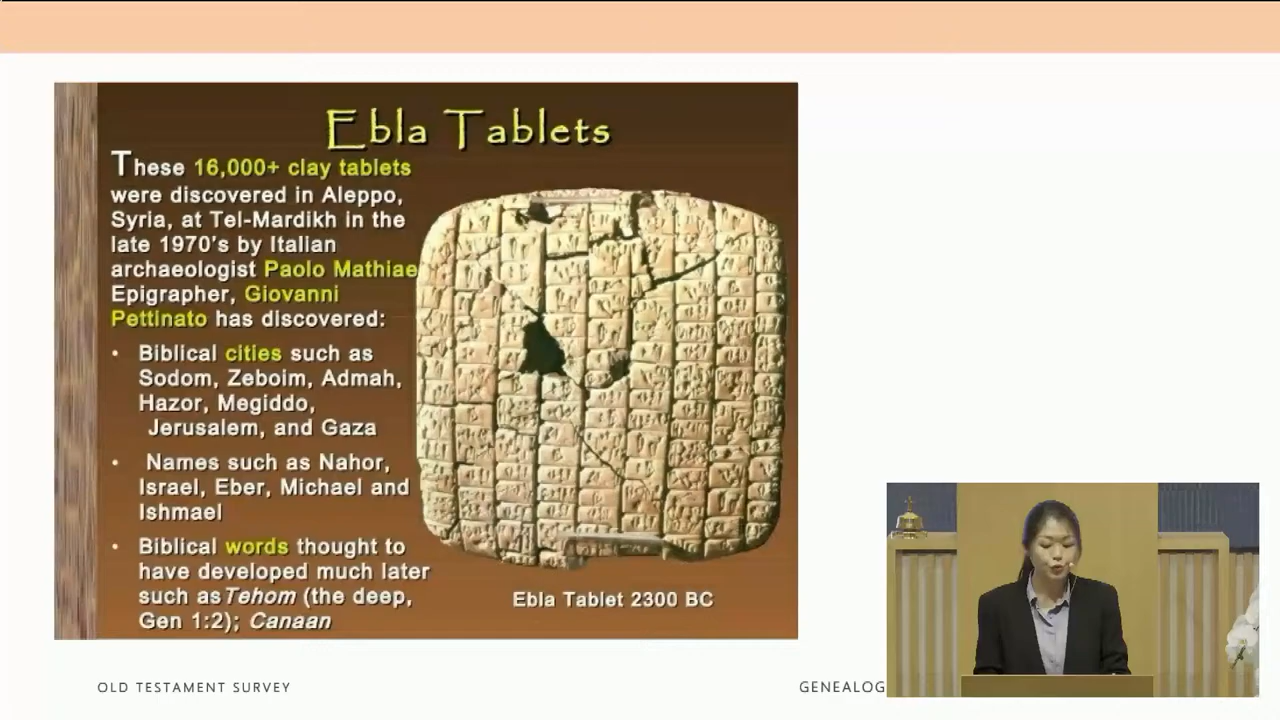 Ebla Tablets
These 16,000+ clay tablets
were discovered in Aleppo,
Syria, at Tel-Mardikh in the
late 1970's by Italian
archaeologist Paolo Mathiae
Epigrapher, Giovanni
Pettinato has discovered:
• Biblical cities such as
Sodom, Zeboim, Admah,
Hazor, Megiddo,
Jerusalem, and Gaza
• Names such as Nahor,
Israel, Eber, Michael and
Ishmael
• Biblical words thought to
have developed much later
such as Tehom (the deep,
Gen 1:2); Canaan
Ebla Tablet 2300 BC
OLD TESTAMENT SURVEY
GENEALOG